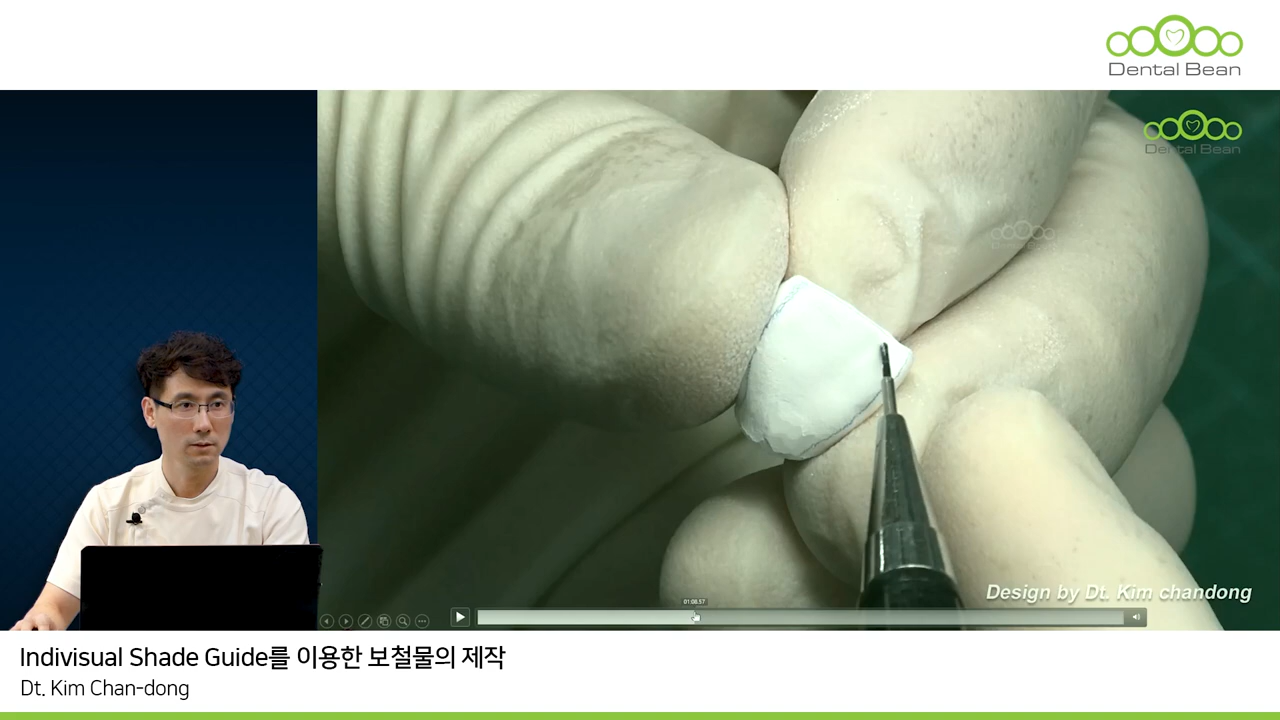 Dental Bean
Dental Bean
01:08.57
Design by Dt. Kim chandong
Indivisual Shade Guide를 이용한 보철물의 제작
Dt. Kim Chan-dong